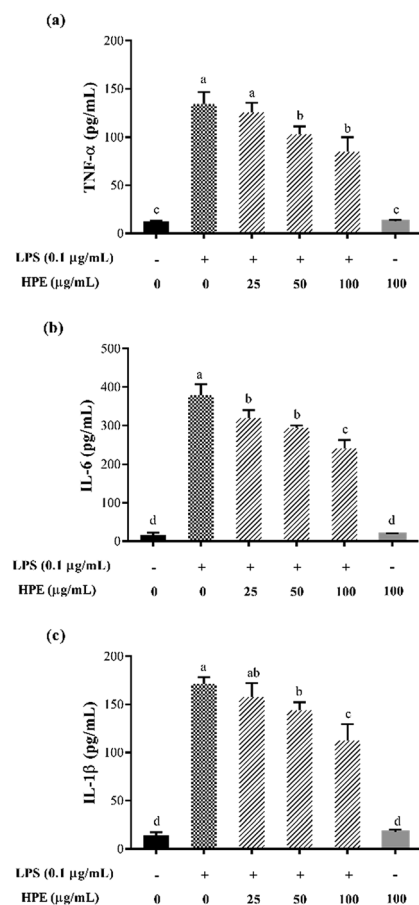 (a)
TNF-α (pg/mL)
200
150
100
50
0
c a a b b c
LPS (0.1 μg/mL) - + + + + -
HPE (μg/mL) 0 0 25 50 100 100
(b)
IL-6 (pg/mL)
500
400
300
200
100
0
d a b b c d
LPS (0.1 μg/mL) - + + + + -
HPE (μg/mL) 0 0 25 50 100 100
(c)
IL-1β (pg/mL)
200
150
100
50
0
d a ab b c d
LPS (0.1 μg/mL) - + + + + -
HPE (μg/mL) 0 0 25 50 100 100